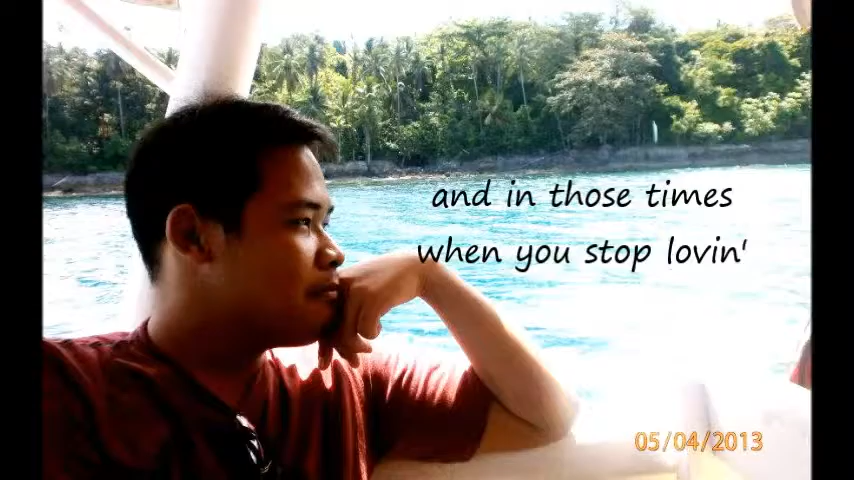 and in those times
when you stop lovin'
05/04/2013